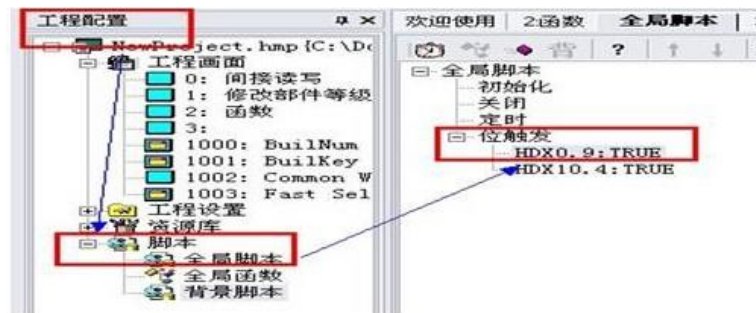 工程配置
NewProject.hmp{C:\Do
工程画面
0: 间接读写
1: 修改部件等级
2: 函数
3:
1000: BuilNum
1001: BuilKey
1002: Common W
1003: Fast Sel
工程设置
资源库
脚本
全局脚本
全局函数
背景脚本
欢迎使用 2:函数 全局脚本
?
全局脚本
初始化
关闭
定时
位触发
HDX0.9:TRUE
HDX10.4:TRUE